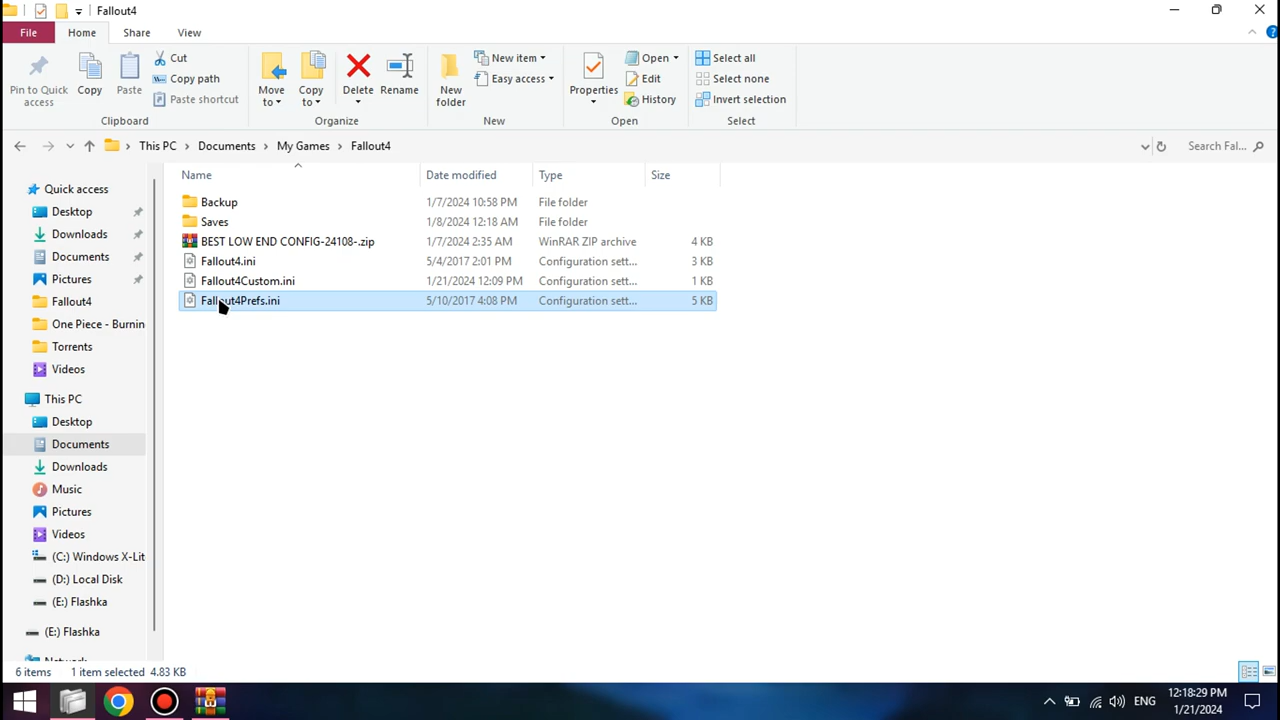 Fallout4
File Home Share View
Pin to Quick access
Copy
Paste
Cut
Copy path
Paste shortcut
Clipboard
Move to
Copy to
Delete
Rename
Organize
New folder
New item
Easy access
New
Properties
Open
Edit
History
Open
Select all
Select none
Invert selection
Select
This PC Documents My Games Fallout4
Search Fal...
Name Date modified Type Size
Backup 1/7/2024 10:58 PM File folder
Saves 1/8/2024 12:18 AM File folder
BEST LOW END CONFIG-24108-.zip 1/7/2024 2:35 AM WinRAR ZIP archive 4 KB
Fallout4.ini 5/4/2017 2:01 PM Configuration sett... 3 KB
Fallout4Custom.ini 1/21/2024 12:09 PM Configuration sett... 1 KB
Fallout4Prefs.ini 5/10/2017 4:08 PM Configuration sett... 5 KB
Quick access
Desktop
Downloads
Documents
Pictures
Fallout4
One Piece - Burnin
Torrents
Videos
This PC
Desktop
Documents
Downloads
Music
Pictures
Videos
(C:) Windows X-Lit
(D:) Local Disk
(E:) Flashka
(E:) Flashka
6 items 1 item selected 4.83 KB
ENG
12:18:29 PM
1/21/2024